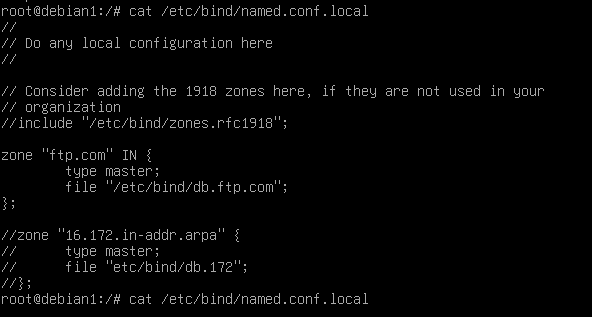 root@debian1:/# cat /etc/bind/named.conf.local
//
// Do any local configuration here
//
// Consider adding the 1918 zones here, if they are not used in your
// organization
//include "/etc/bind/zones.rfc1918";
zone "ftp.com" IN {
type master;
file "/etc/bind/db.ftp.com";
};
//zone "16.172.in-addr.arpa" {
// type master;
// file "etc/bind/db.172";
//};
root@debian1:/# cat /etc/bind/named.conf.local